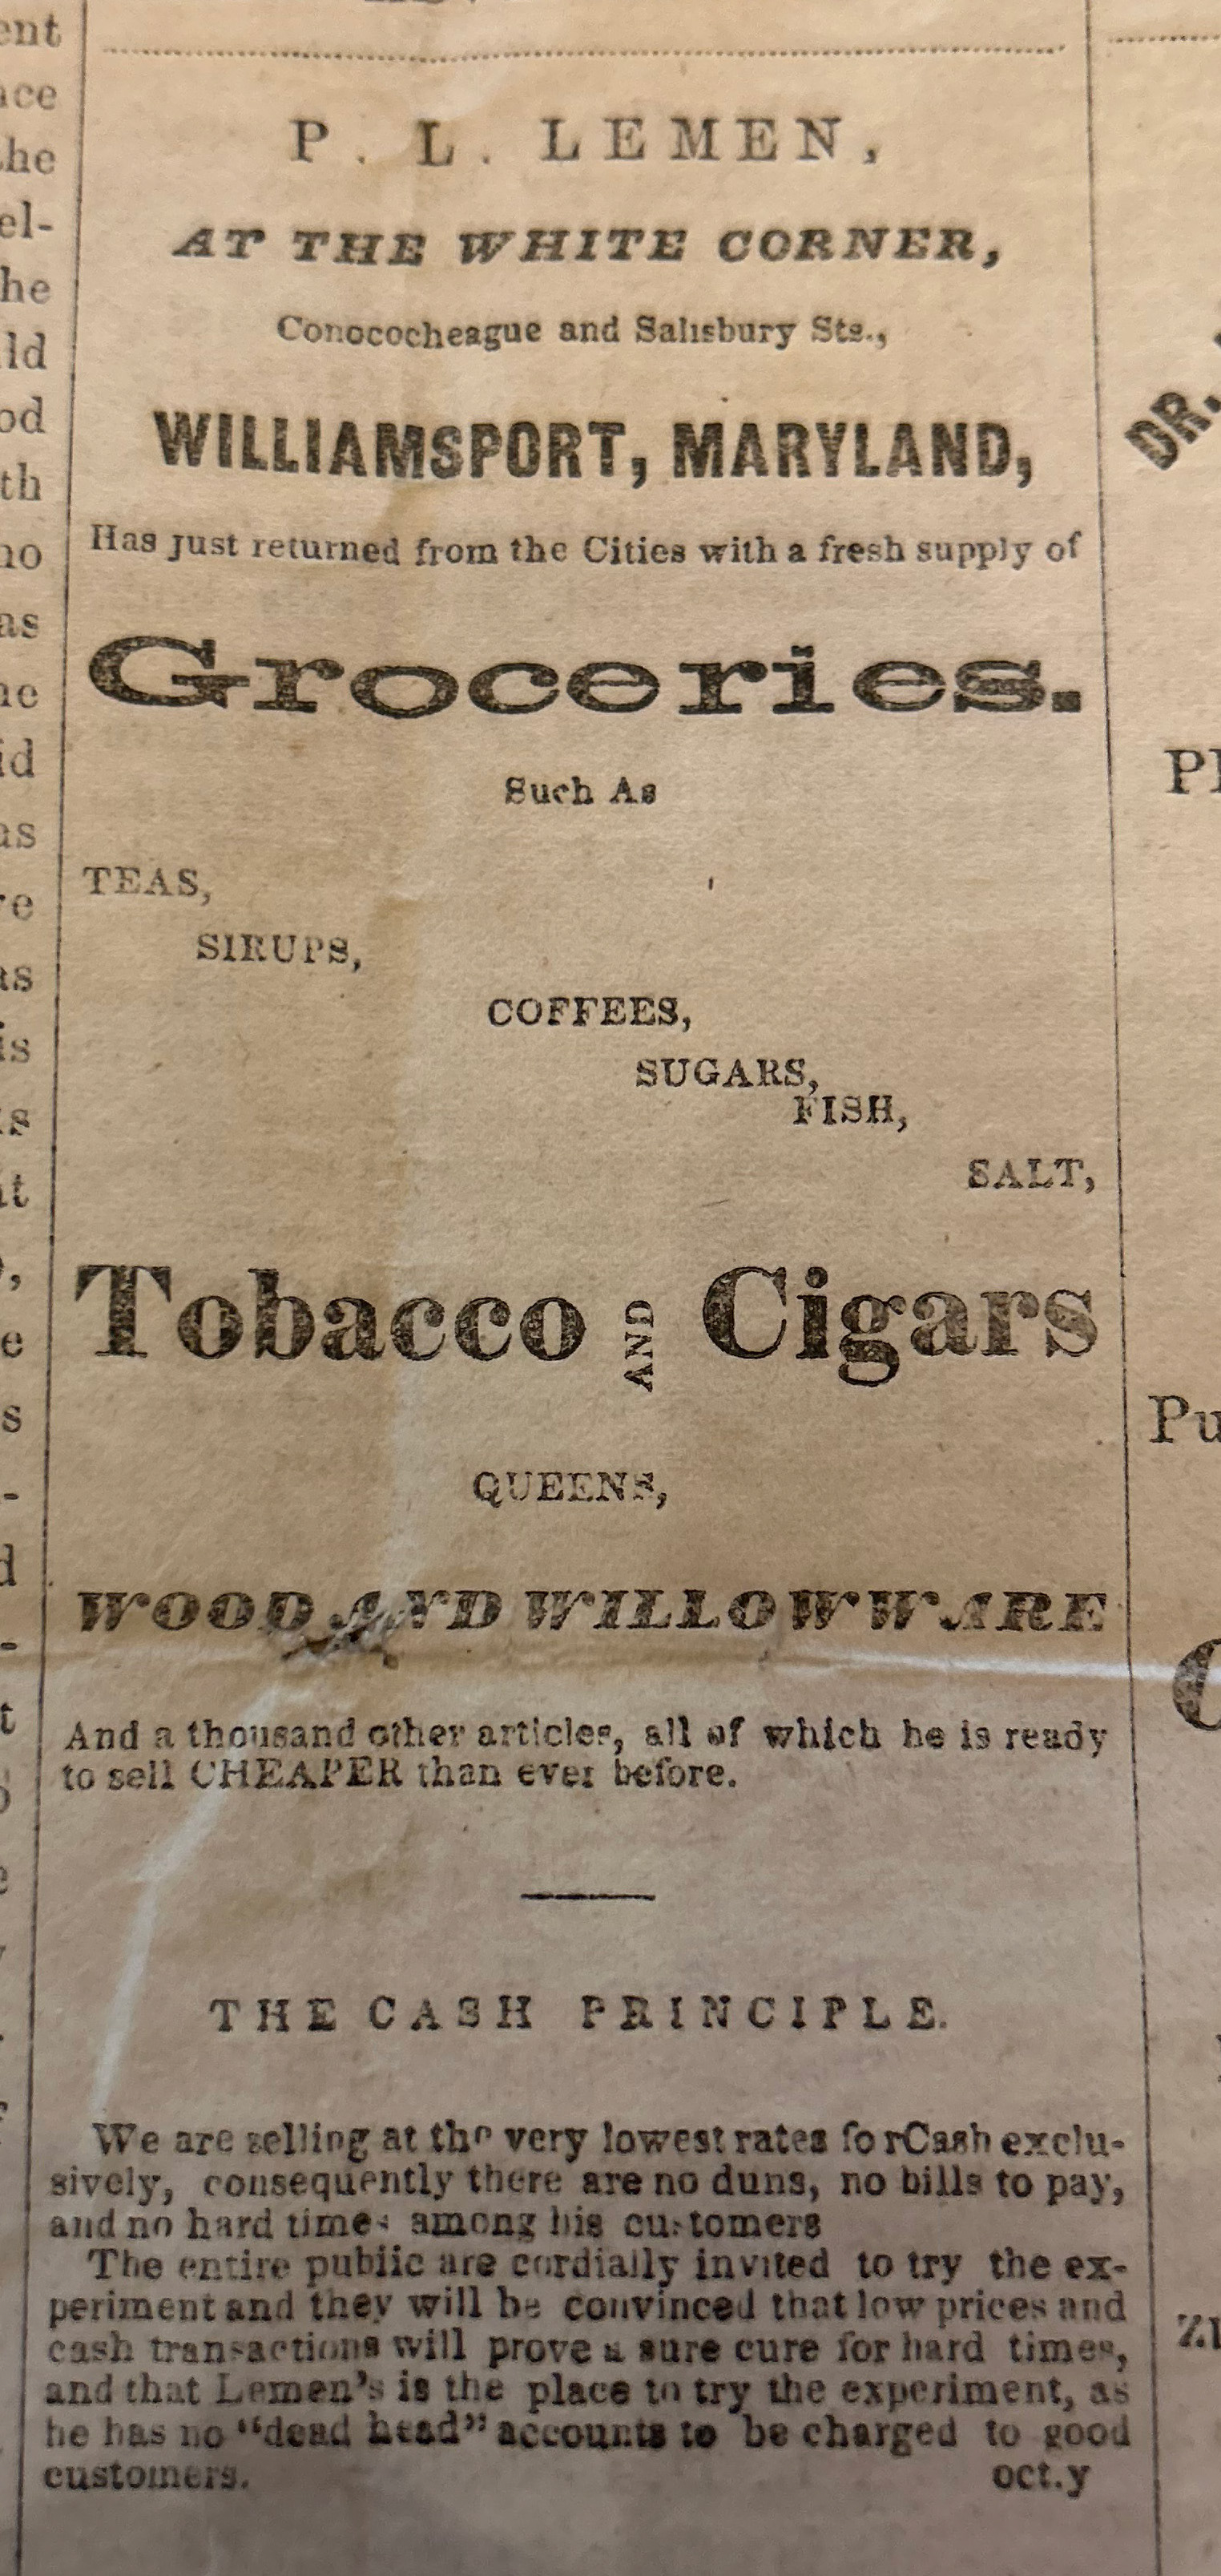 P. L. LEMEN,
AT THE WHITE CORNER,
Conococheague and Salisbury Sts.,
WILLIAMSPORT, MARYLAND,
Has just returned from the Cities with a fresh supply of
Groceries.
Such As
TEAS,
SIRUPS,
COFFEES,
SUGARS,
FISH,
SALT,
Tobacco AND Cigars
QUEENS,
WOOD AND WILLOW WARE
And a thousand other articles, all of which he is ready
to sell CHEAPER than ever before.
THE CASH PRINCIPLE.
We are selling at the very lowest rates fo rCash exclu-
sively, consequently there are no duns, no bills to pay,
and no hard times among his customers
The entire public are cordially invited to try the ex-
periment and they will be convinced that low prices and
cash transactions will prove a sure cure for hard times,
and that Lemen's is the place to try the experiment, as
he has no "dead head" accounts to be charged to good
customers. oct.y
DR.